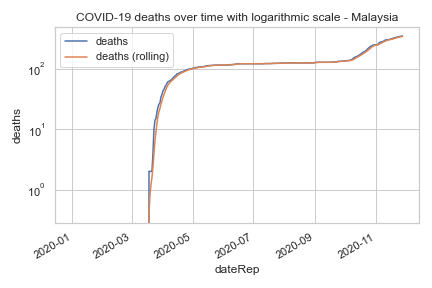 COVID-19 deaths over time with logarithmic scale - Malaysia
deaths
deaths (rolling)
10²
10¹
10⁰
deaths
2020-01
2020-03
2020-05
2020-07
2020-09
2020-11
dateRep